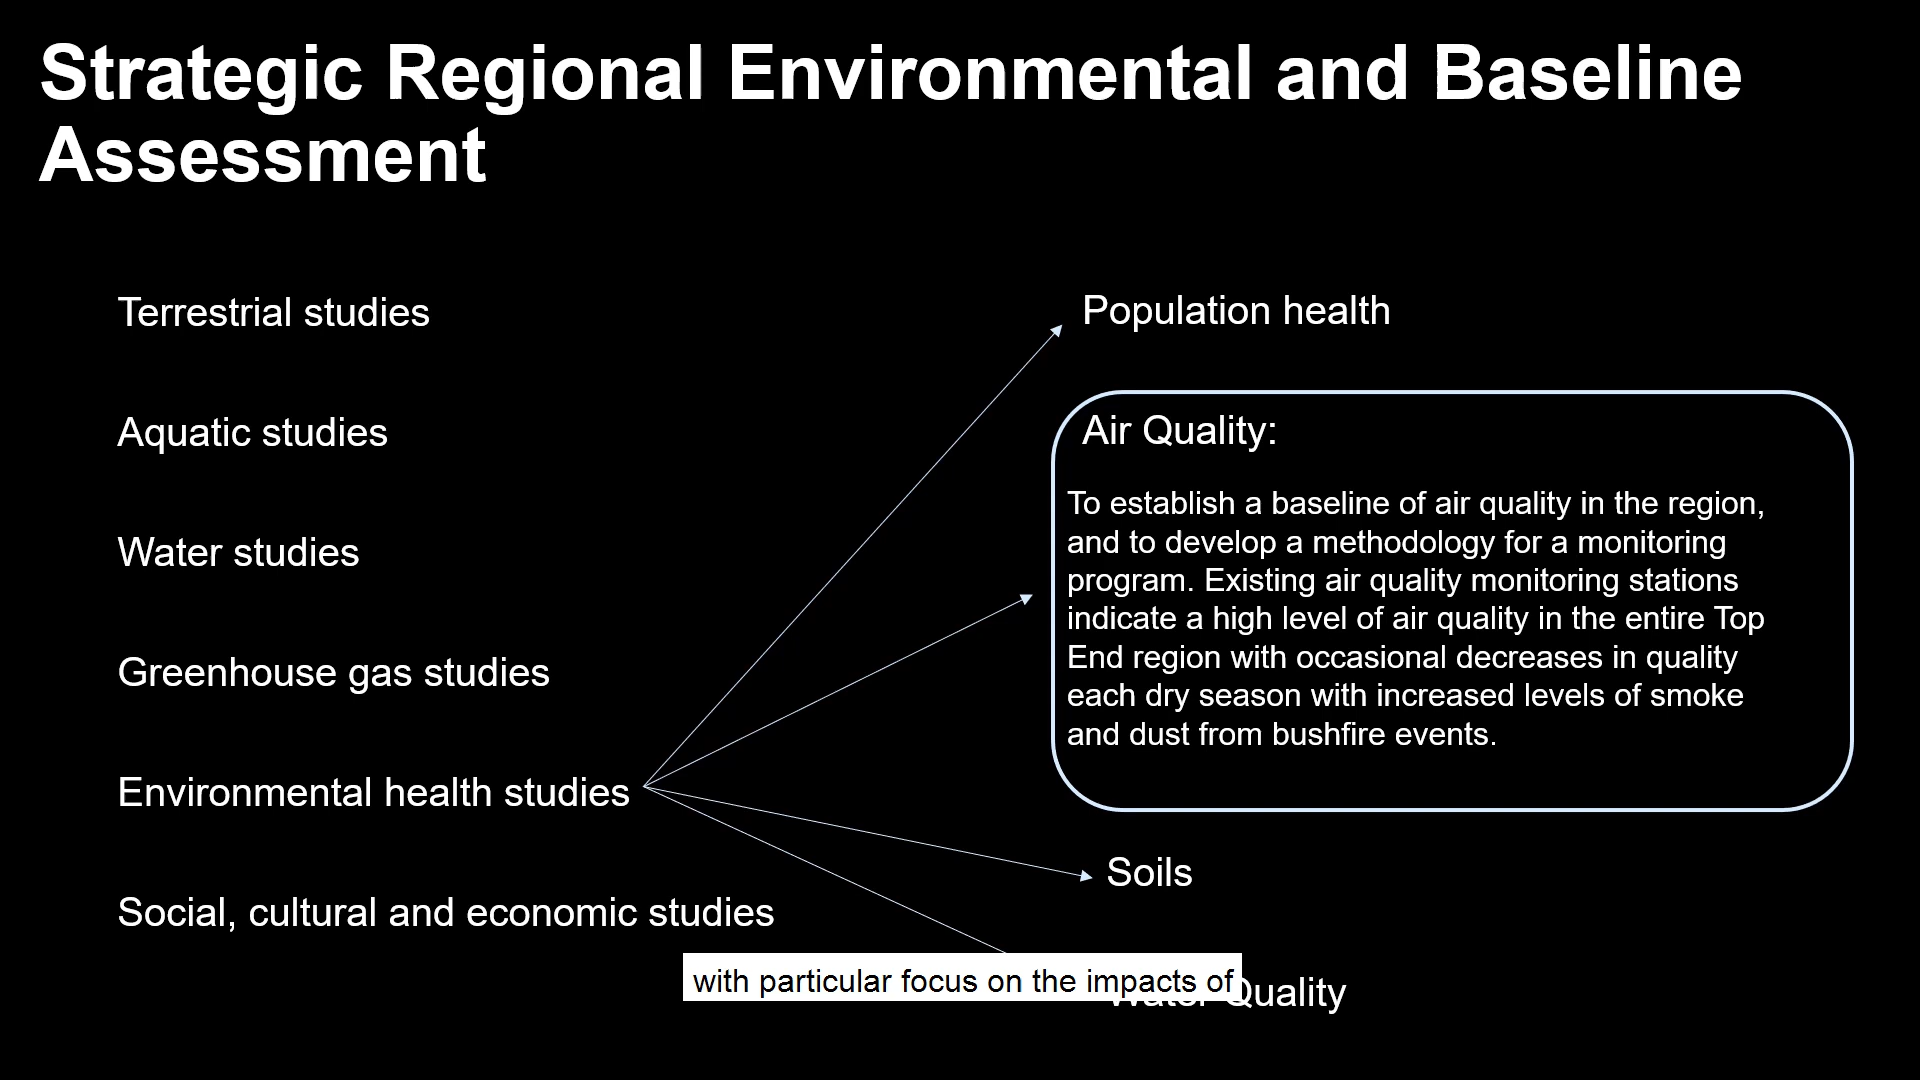 Strategic Regional Environmental and Baseline
Assessment
Terrestrial studies
Aquatic studies
Water studies
Greenhouse gas studies
Environmental health studies
Social, cultural and economic studies
Population health
Air Quality:
To establish a baseline of air quality in the region,
and to develop a methodology for a monitoring
program. Existing air quality monitoring stations
indicate a high level of air quality in the entire Top
End region with occasional decreases in quality
each dry season with increased levels of smoke
and dust from bushfire events.
Soils
Water Quality
with particular focus on the impacts of